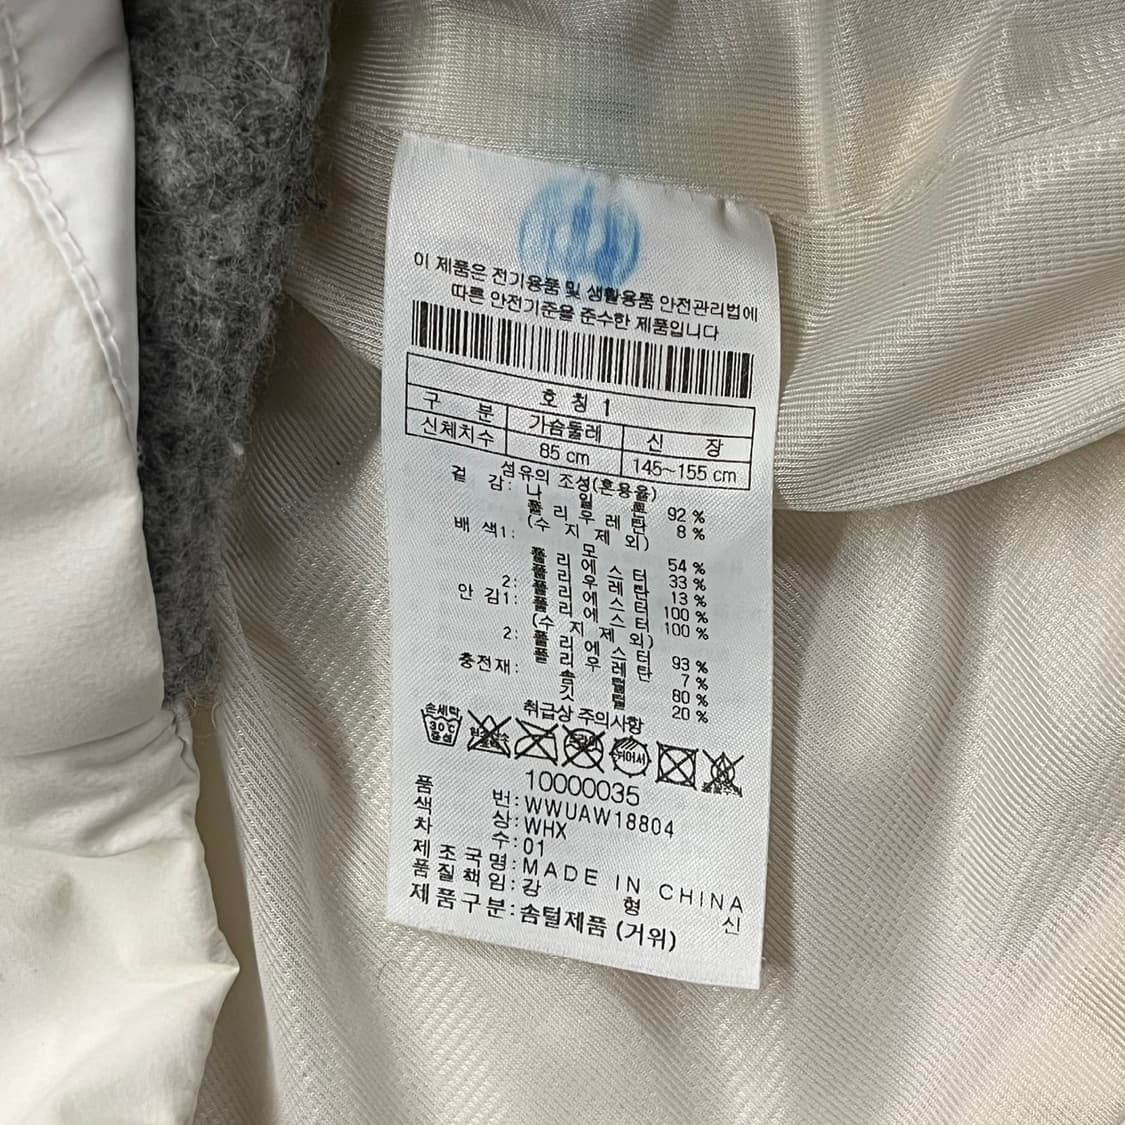 이 제품은 전기용품 및 생활용품 안전관리법에
따른 안전기준을 준수한 제품입니다
호 칭 1
구 분 가슴둘레 신 장
신체치수 85 cm 145~155 cm
섬유의 조성(혼용율)
겉 감: 나 일 론 92 %
폴 리 우 레 탄 8 %
(수 지 제 외)
배 색1: 모 54 %
폴 리 에 스 터 33 %
폴 리 우 레 탄 13 %
2: 폴 리 에 스 터 100 %
안 감1: 폴 리 에 스 터 100 %
(수 지 제 외)
2: 폴 리 에 스 터 93 %
폴 리 우 레 탄 7 %
충전재: 솜 털 80 %
깃 털 20 %
취급상 주의사항
손세탁
30℃
중성
드라이
뉘어서
10000035
품 번: WWUAW18804
색 상: WHX
차 수: 01
제 조 국 명: MADE IN CHINA
품 질 책 임: 강 형 신
제 품 구 분: 솜털제품 (거위)